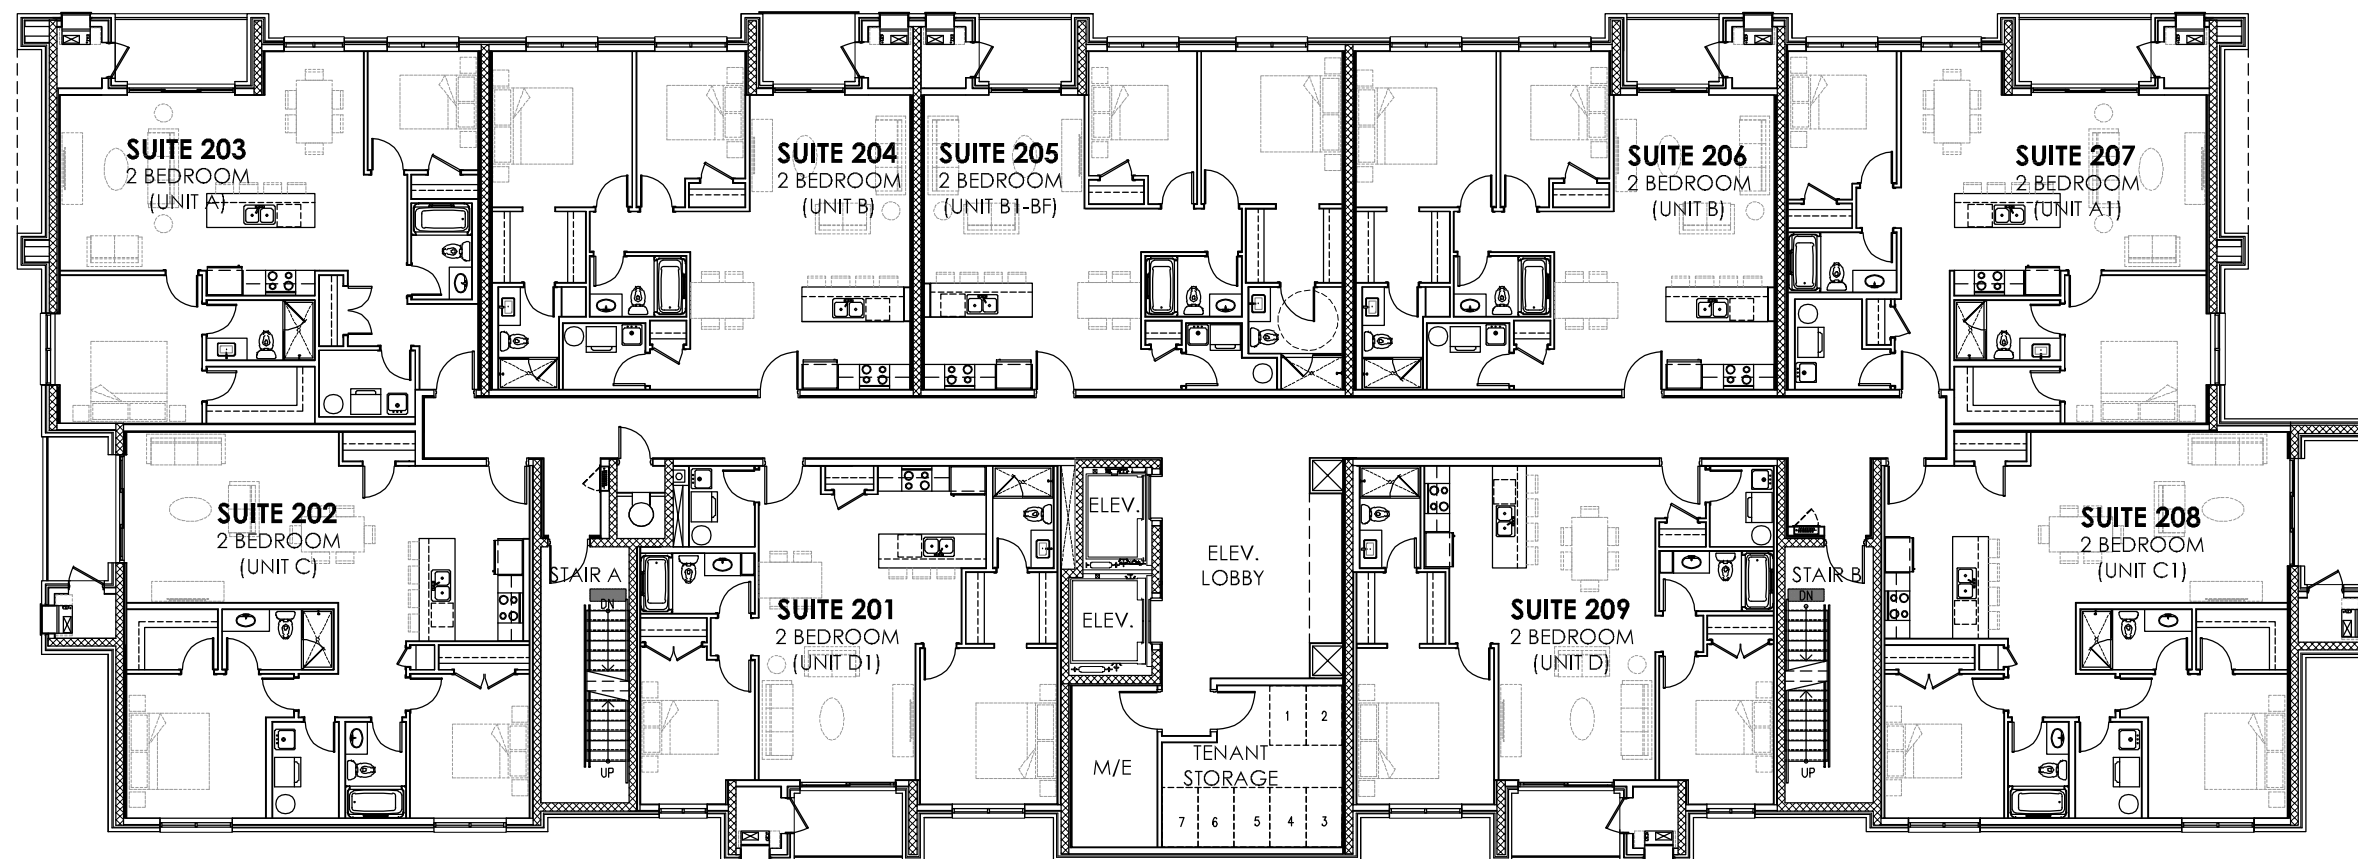 SUITE 203
2 BEDROOM
(UNIT A)
SUITE 204
2 BEDROOM
(UNIT B)
SUITE 205
2 BEDROOM
(UNIT B1-BF)
SUITE 206
2 BEDROOM
(UNIT B)
SUITE 207
2 BEDROOM
(UNIT A1)
SUITE 202
2 BEDROOM
(UNIT C)
STAIR A
DN
UP
SUITE 201
2 BEDROOM
(UNIT D1)
ELEV.
ELEV.
ELEV.
LOBBY
M/E
TENANT
STORAGE
1
2
7
6
5
4
3
SUITE 209
2 BEDROOM
(UNIT D)
STAIR B
DN
UP
SUITE 208
2 BEDROOM
(UNIT C1)